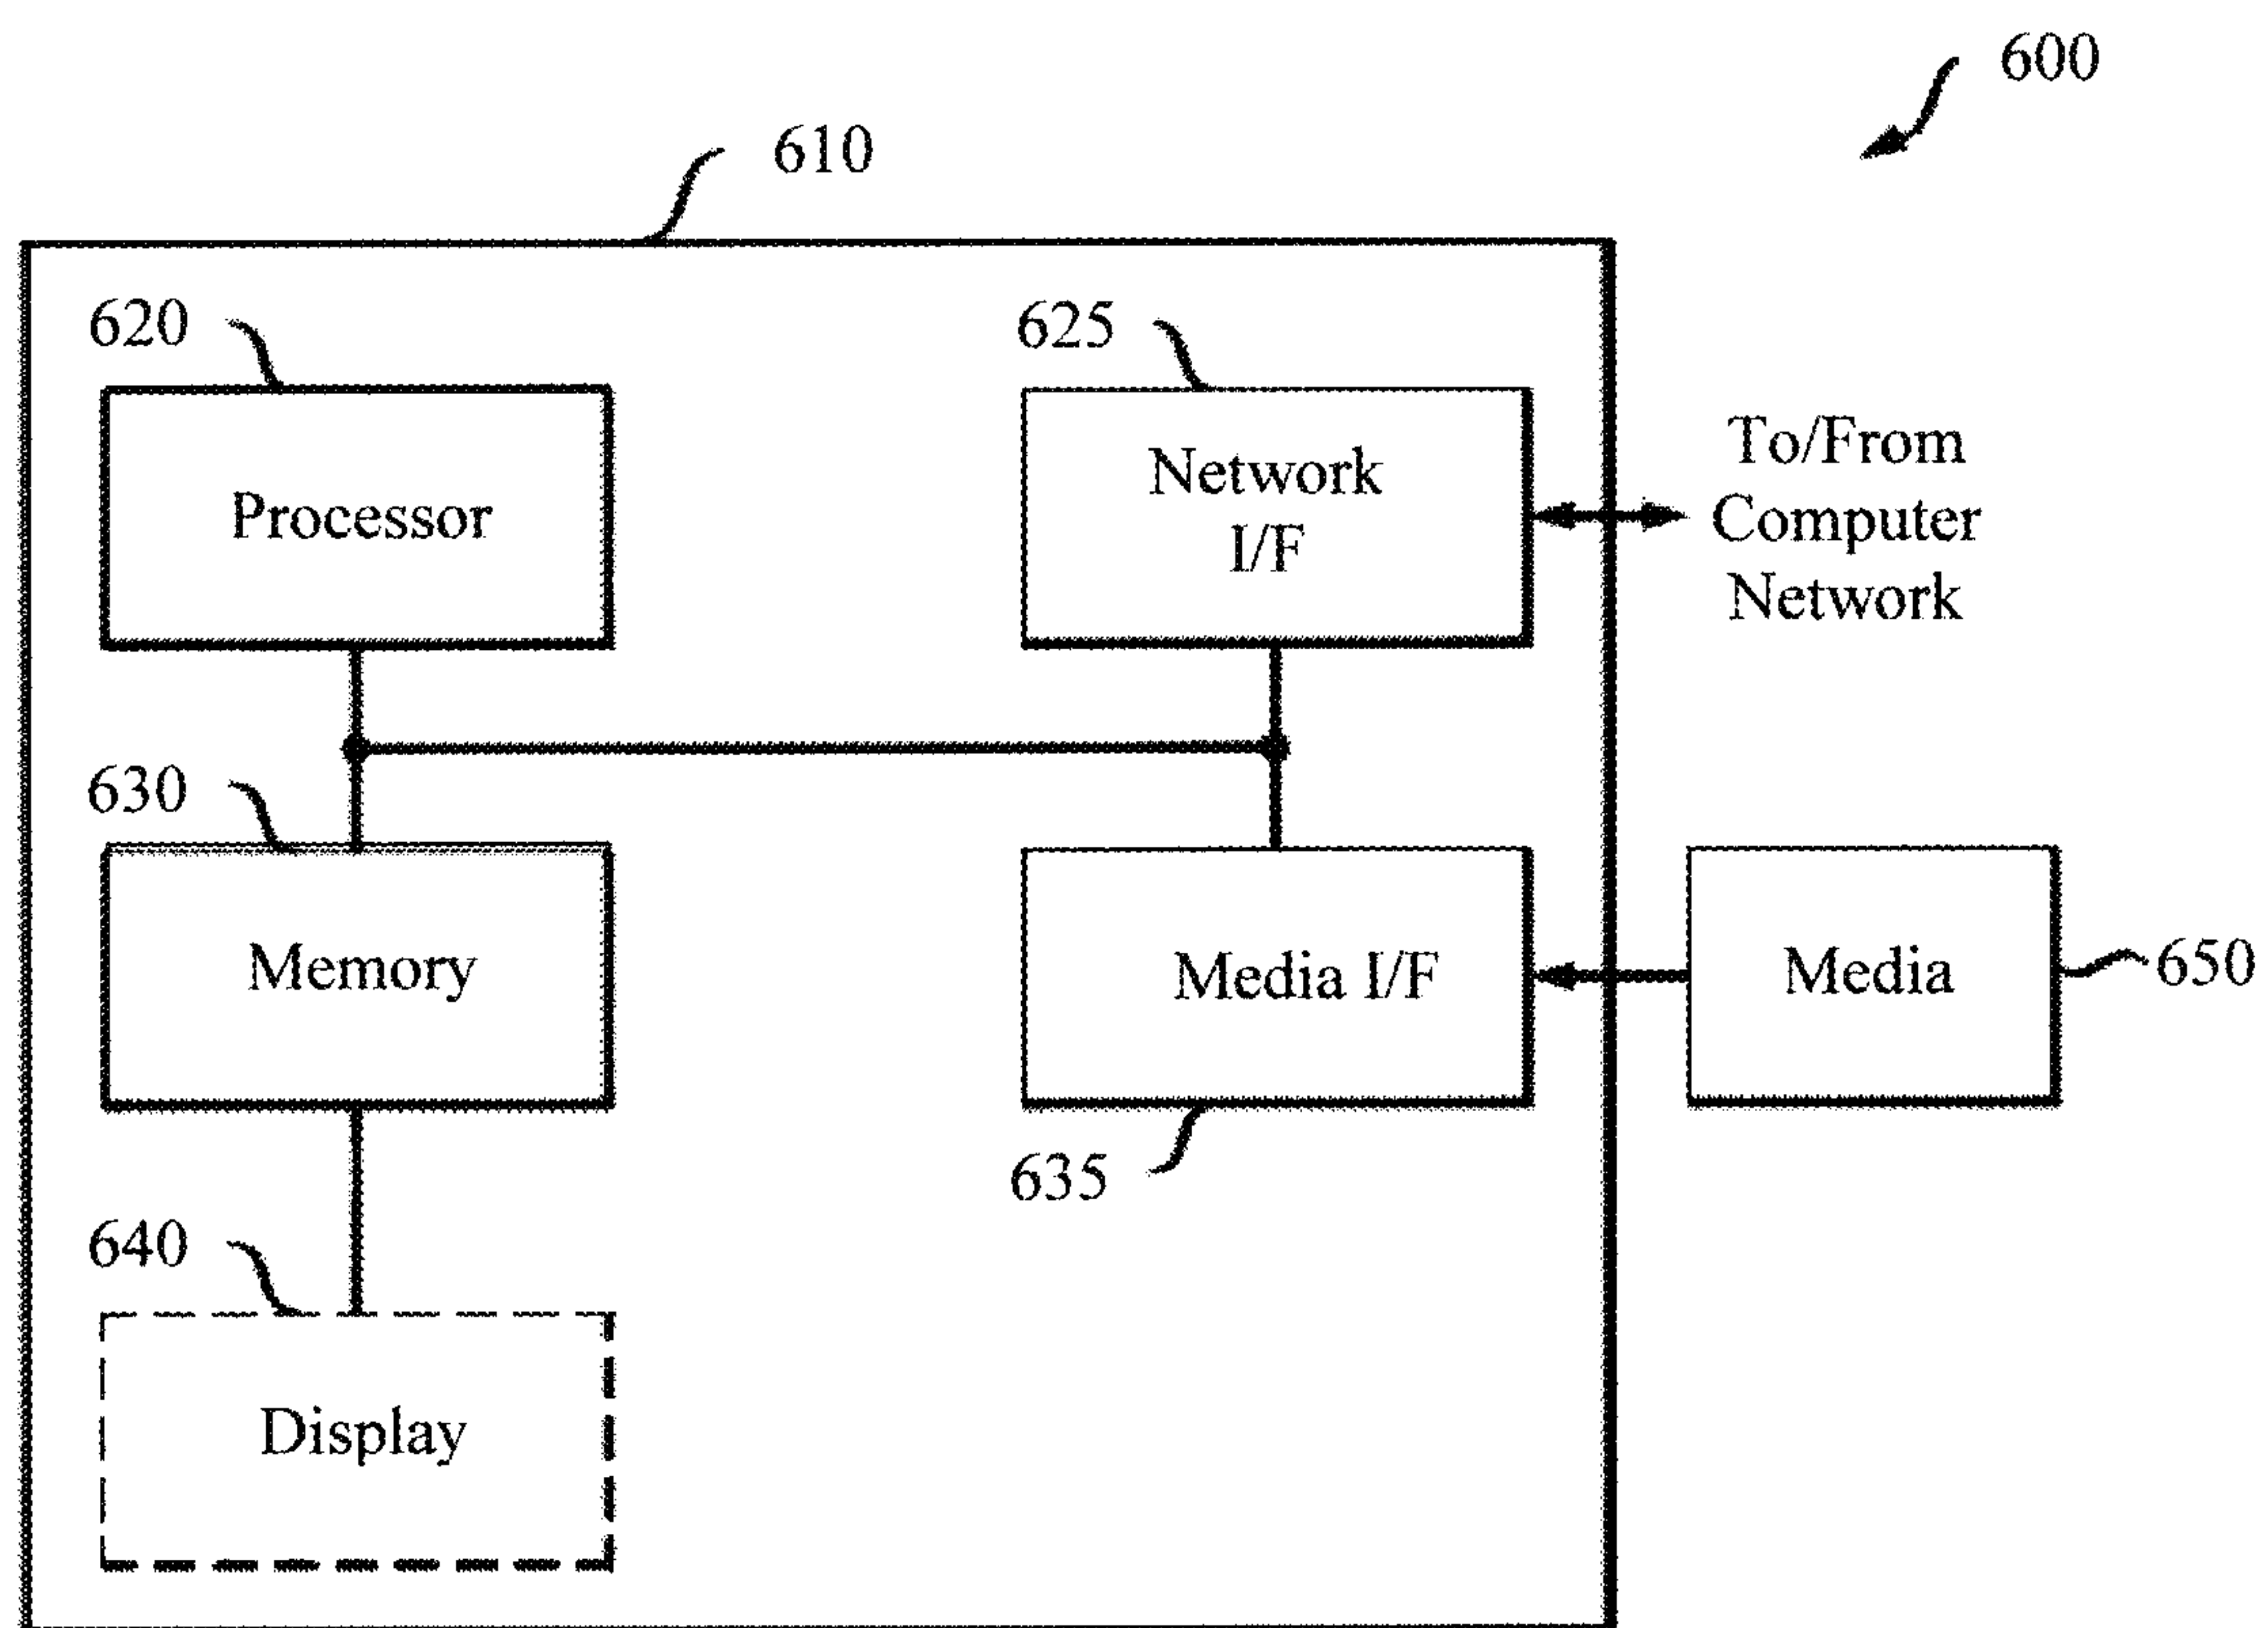 600
610
620
625
Processor
Network
I/F
To/From
Computer
Network
630
Memory
Media I/F
Media
650
635
640
Display